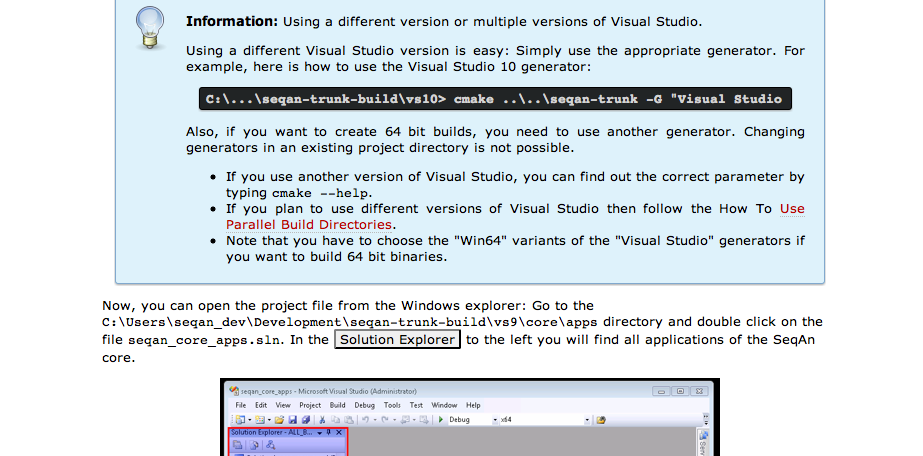 Information: Using a different version or multiple versions of Visual Studio.
Using a different Visual Studio version is easy: Simply use the appropriate generator. For
example, here is how to use the Visual Studio 10 generator:
C:\...\seqan-trunk-build\vs10> cmake ..\..\seqan-trunk -G "Visual Studio
Also, if you want to create 64 bit builds, you need to use another generator. Changing
generators in an existing project directory is not possible.
• If you use another version of Visual Studio, you can find out the correct parameter by
typing cmake --help.
• If you plan to use different versions of Visual Studio then follow the How To Use
Parallel Build Directories.
• Note that you have to choose the "Win64" variants of the "Visual Studio" generators if
you want to build 64 bit binaries.
Now, you can open the project file from the Windows explorer: Go to the
C:\Users\seqan_dev\Development\seqan-trunk-build\vs9\core\apps directory and double click on the
file seqan_core_apps.sln. In the Solution Explorer to the left you will find all applications of the SeqAn
core.
seqan_core_apps - Microsoft Visual Studio (Administrator)
File Edit View Project Build Debug Tools Test Window Help
Debug x64
Solution Explorer - ALL_B...